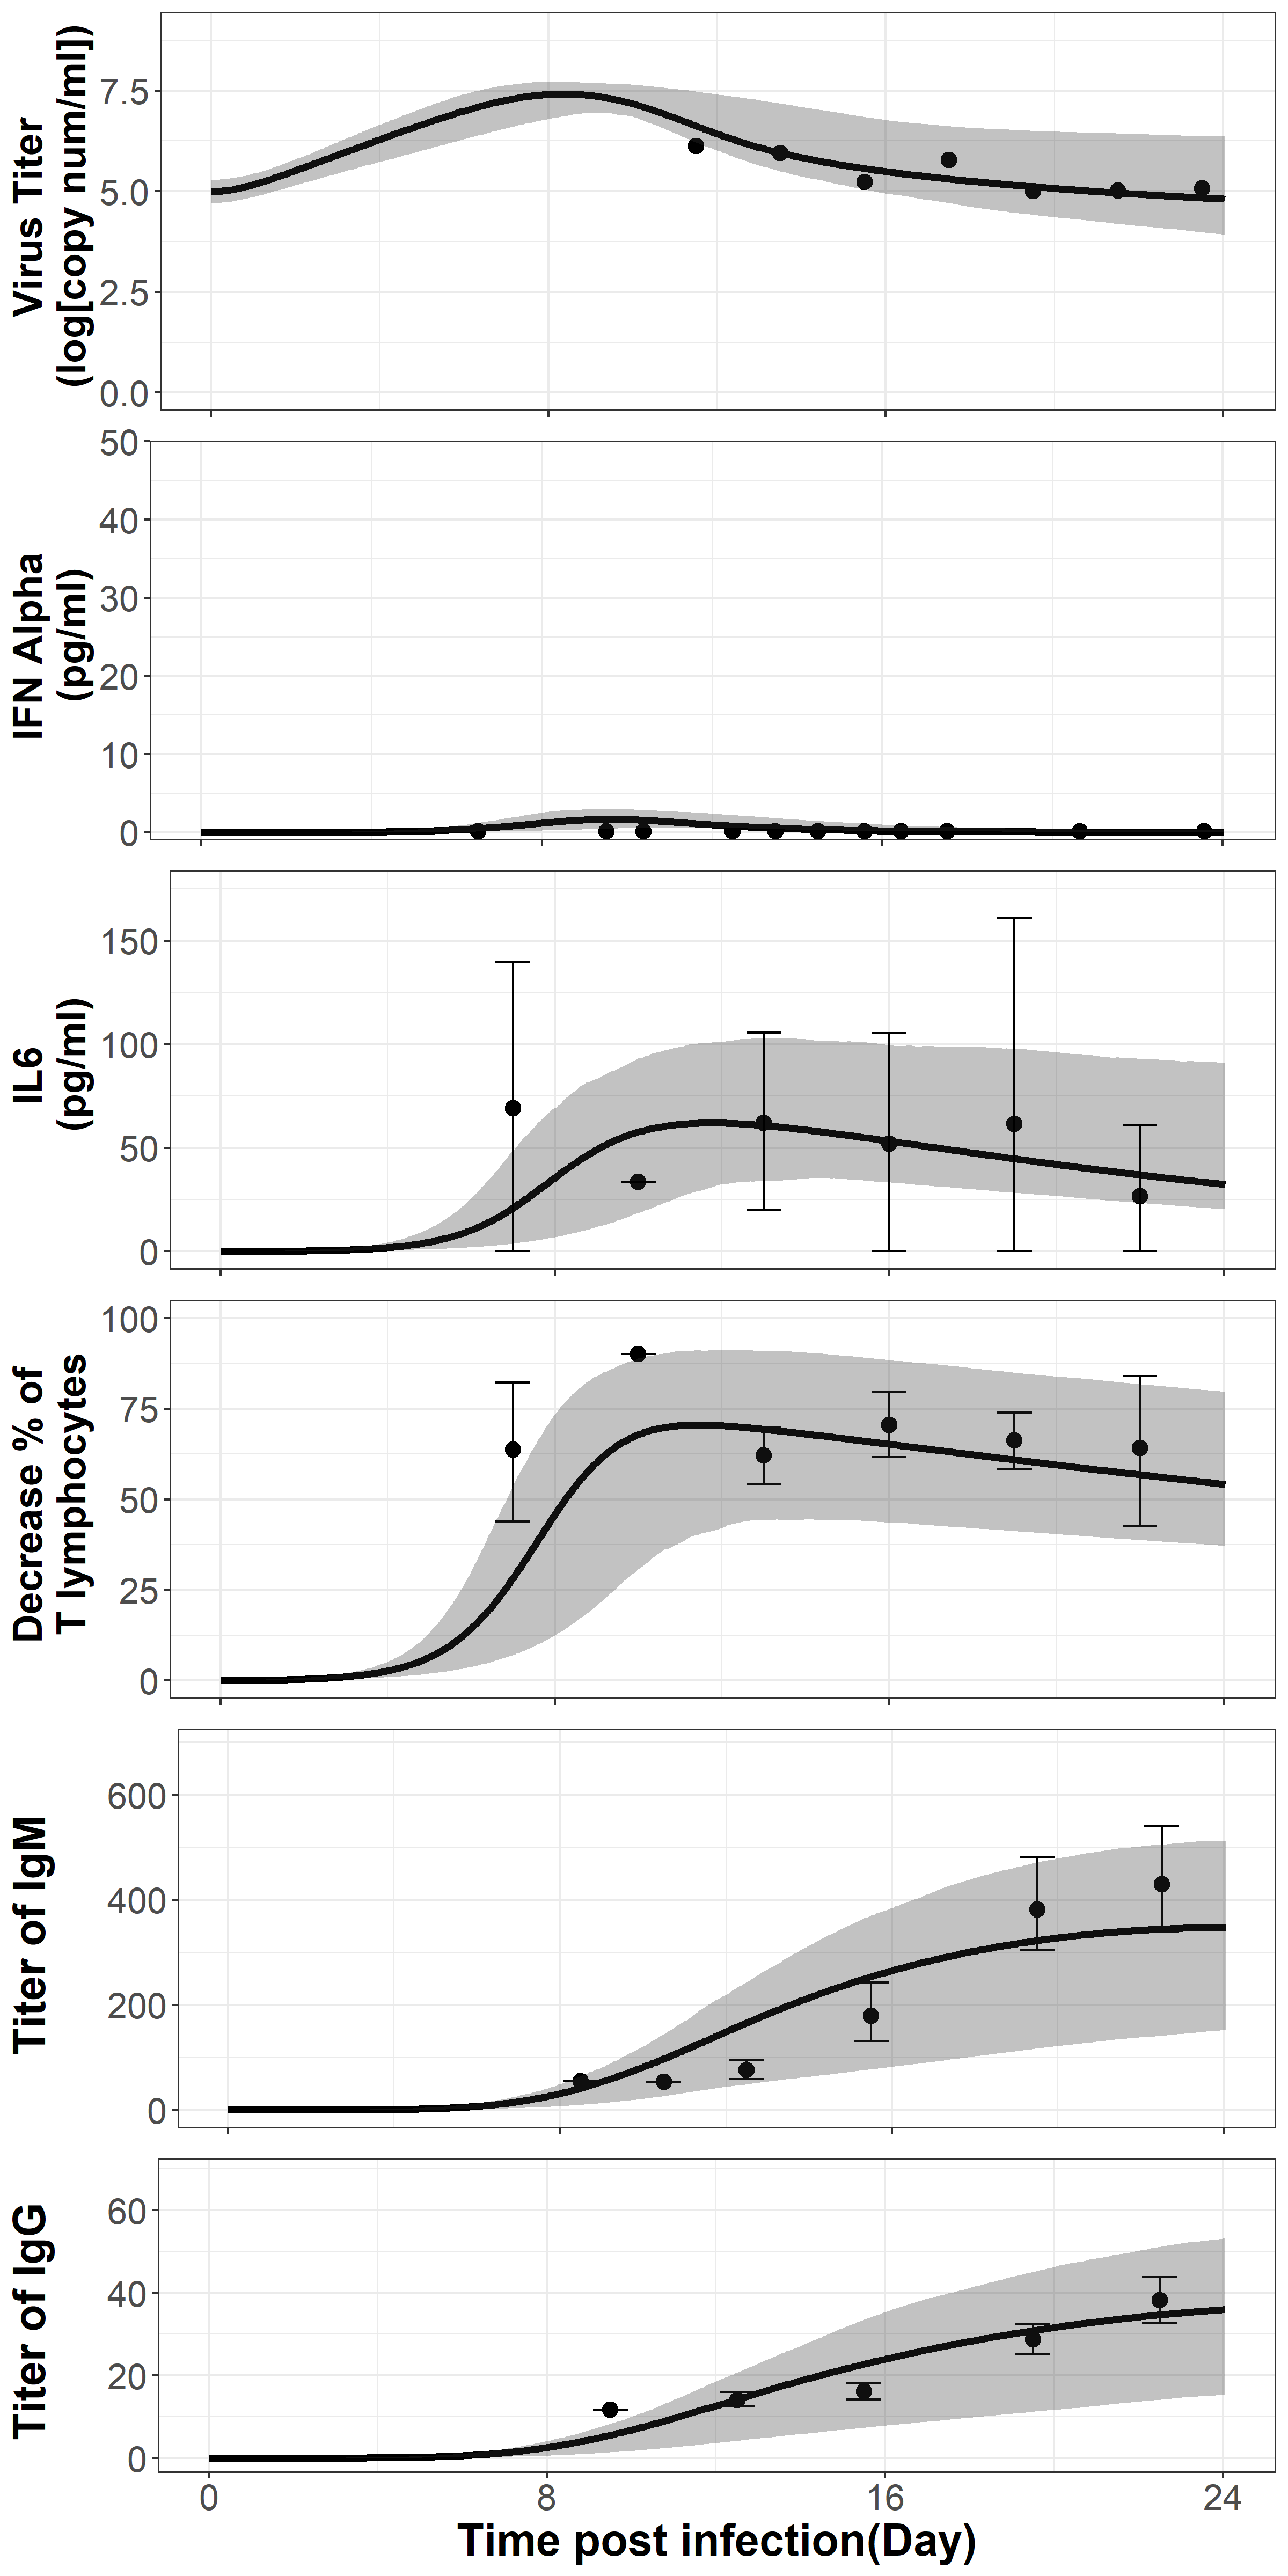 Virus Titer
(log[copy num/ml])
7.5
5.0
2.5
0.0
IFN Alpha
(pg/ml)
50
40
30
20
10
0
IL6
(pg/ml)
150
100
50
0
Decrease % of
T lymphocytes
100
75
50
25
0
Titer of IgM
600
400
200
0
Titer of IgG
60
40
20
0
0 8 16 24
Time post infection(Day)